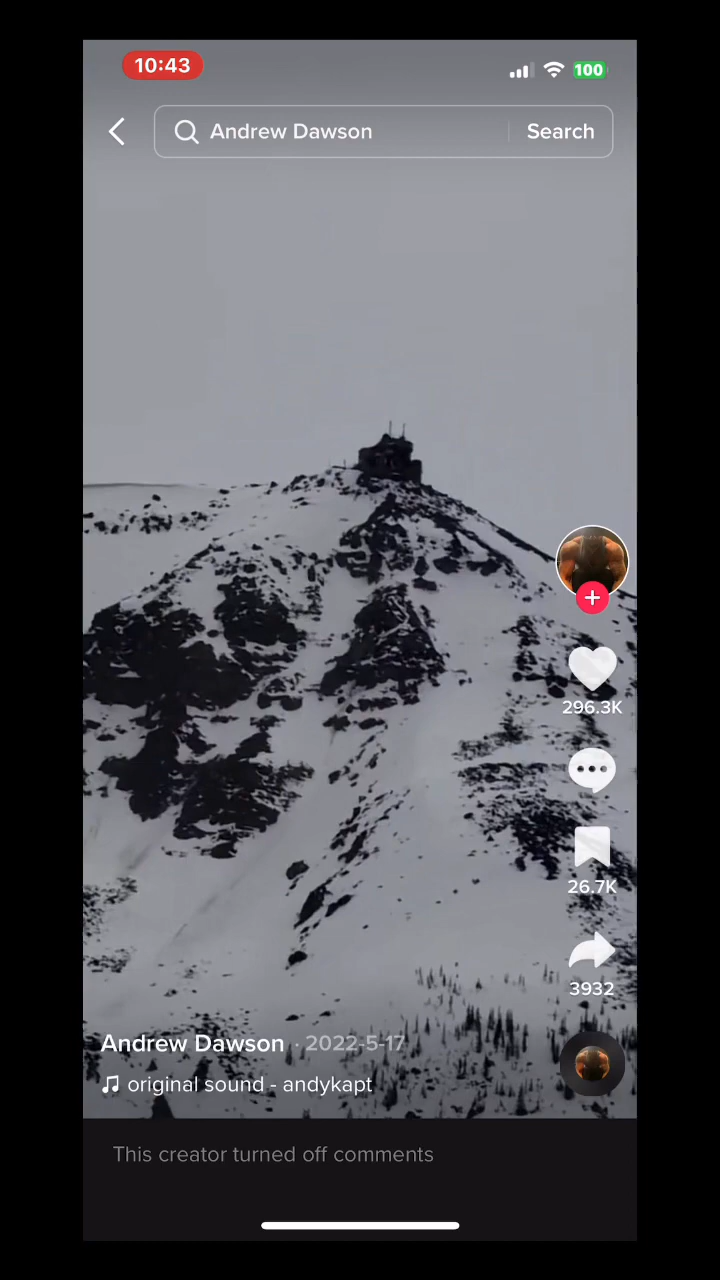 10:43
100
Andrew Dawson
Search
296.3K
26.7K
3932
Andrew Dawson · 2022-5-17
original sound - andykapt
This creator turned off comments